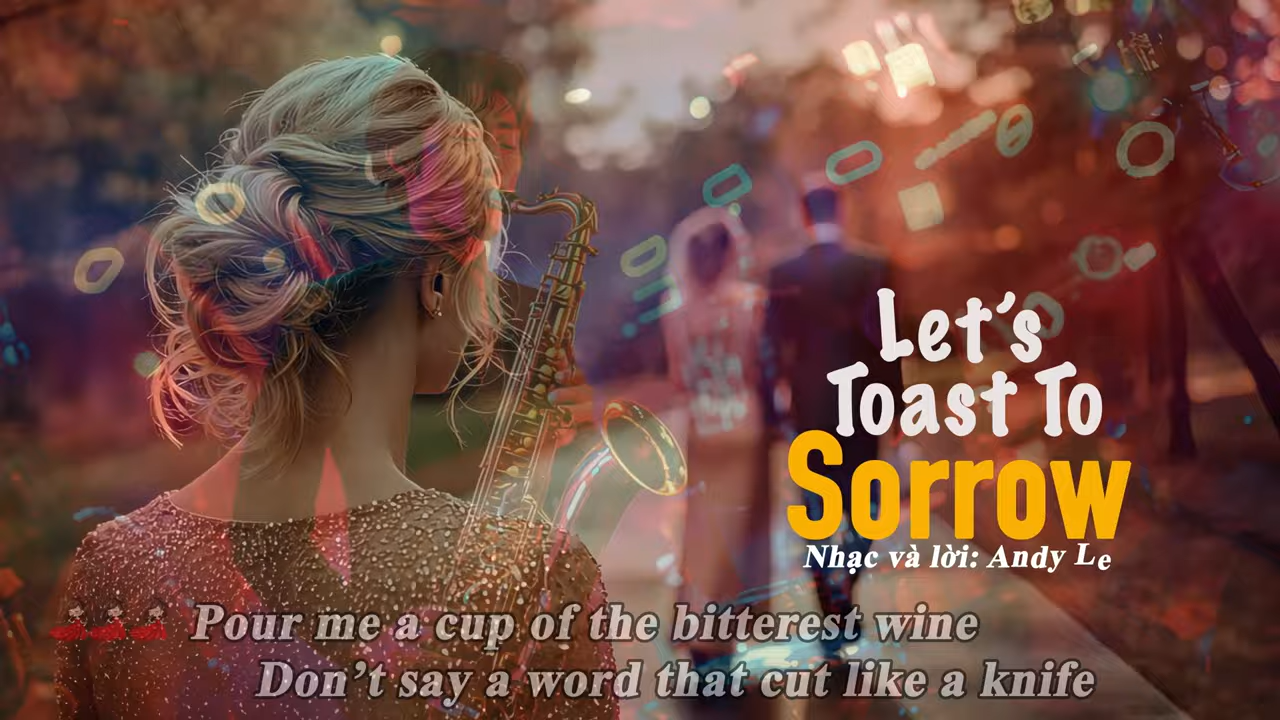 Let's
Toast To
Sorrow
Nhạc và lời: Andy Le
Pour me a cup of the bitterest wine
Don't say a word that cut like a knife